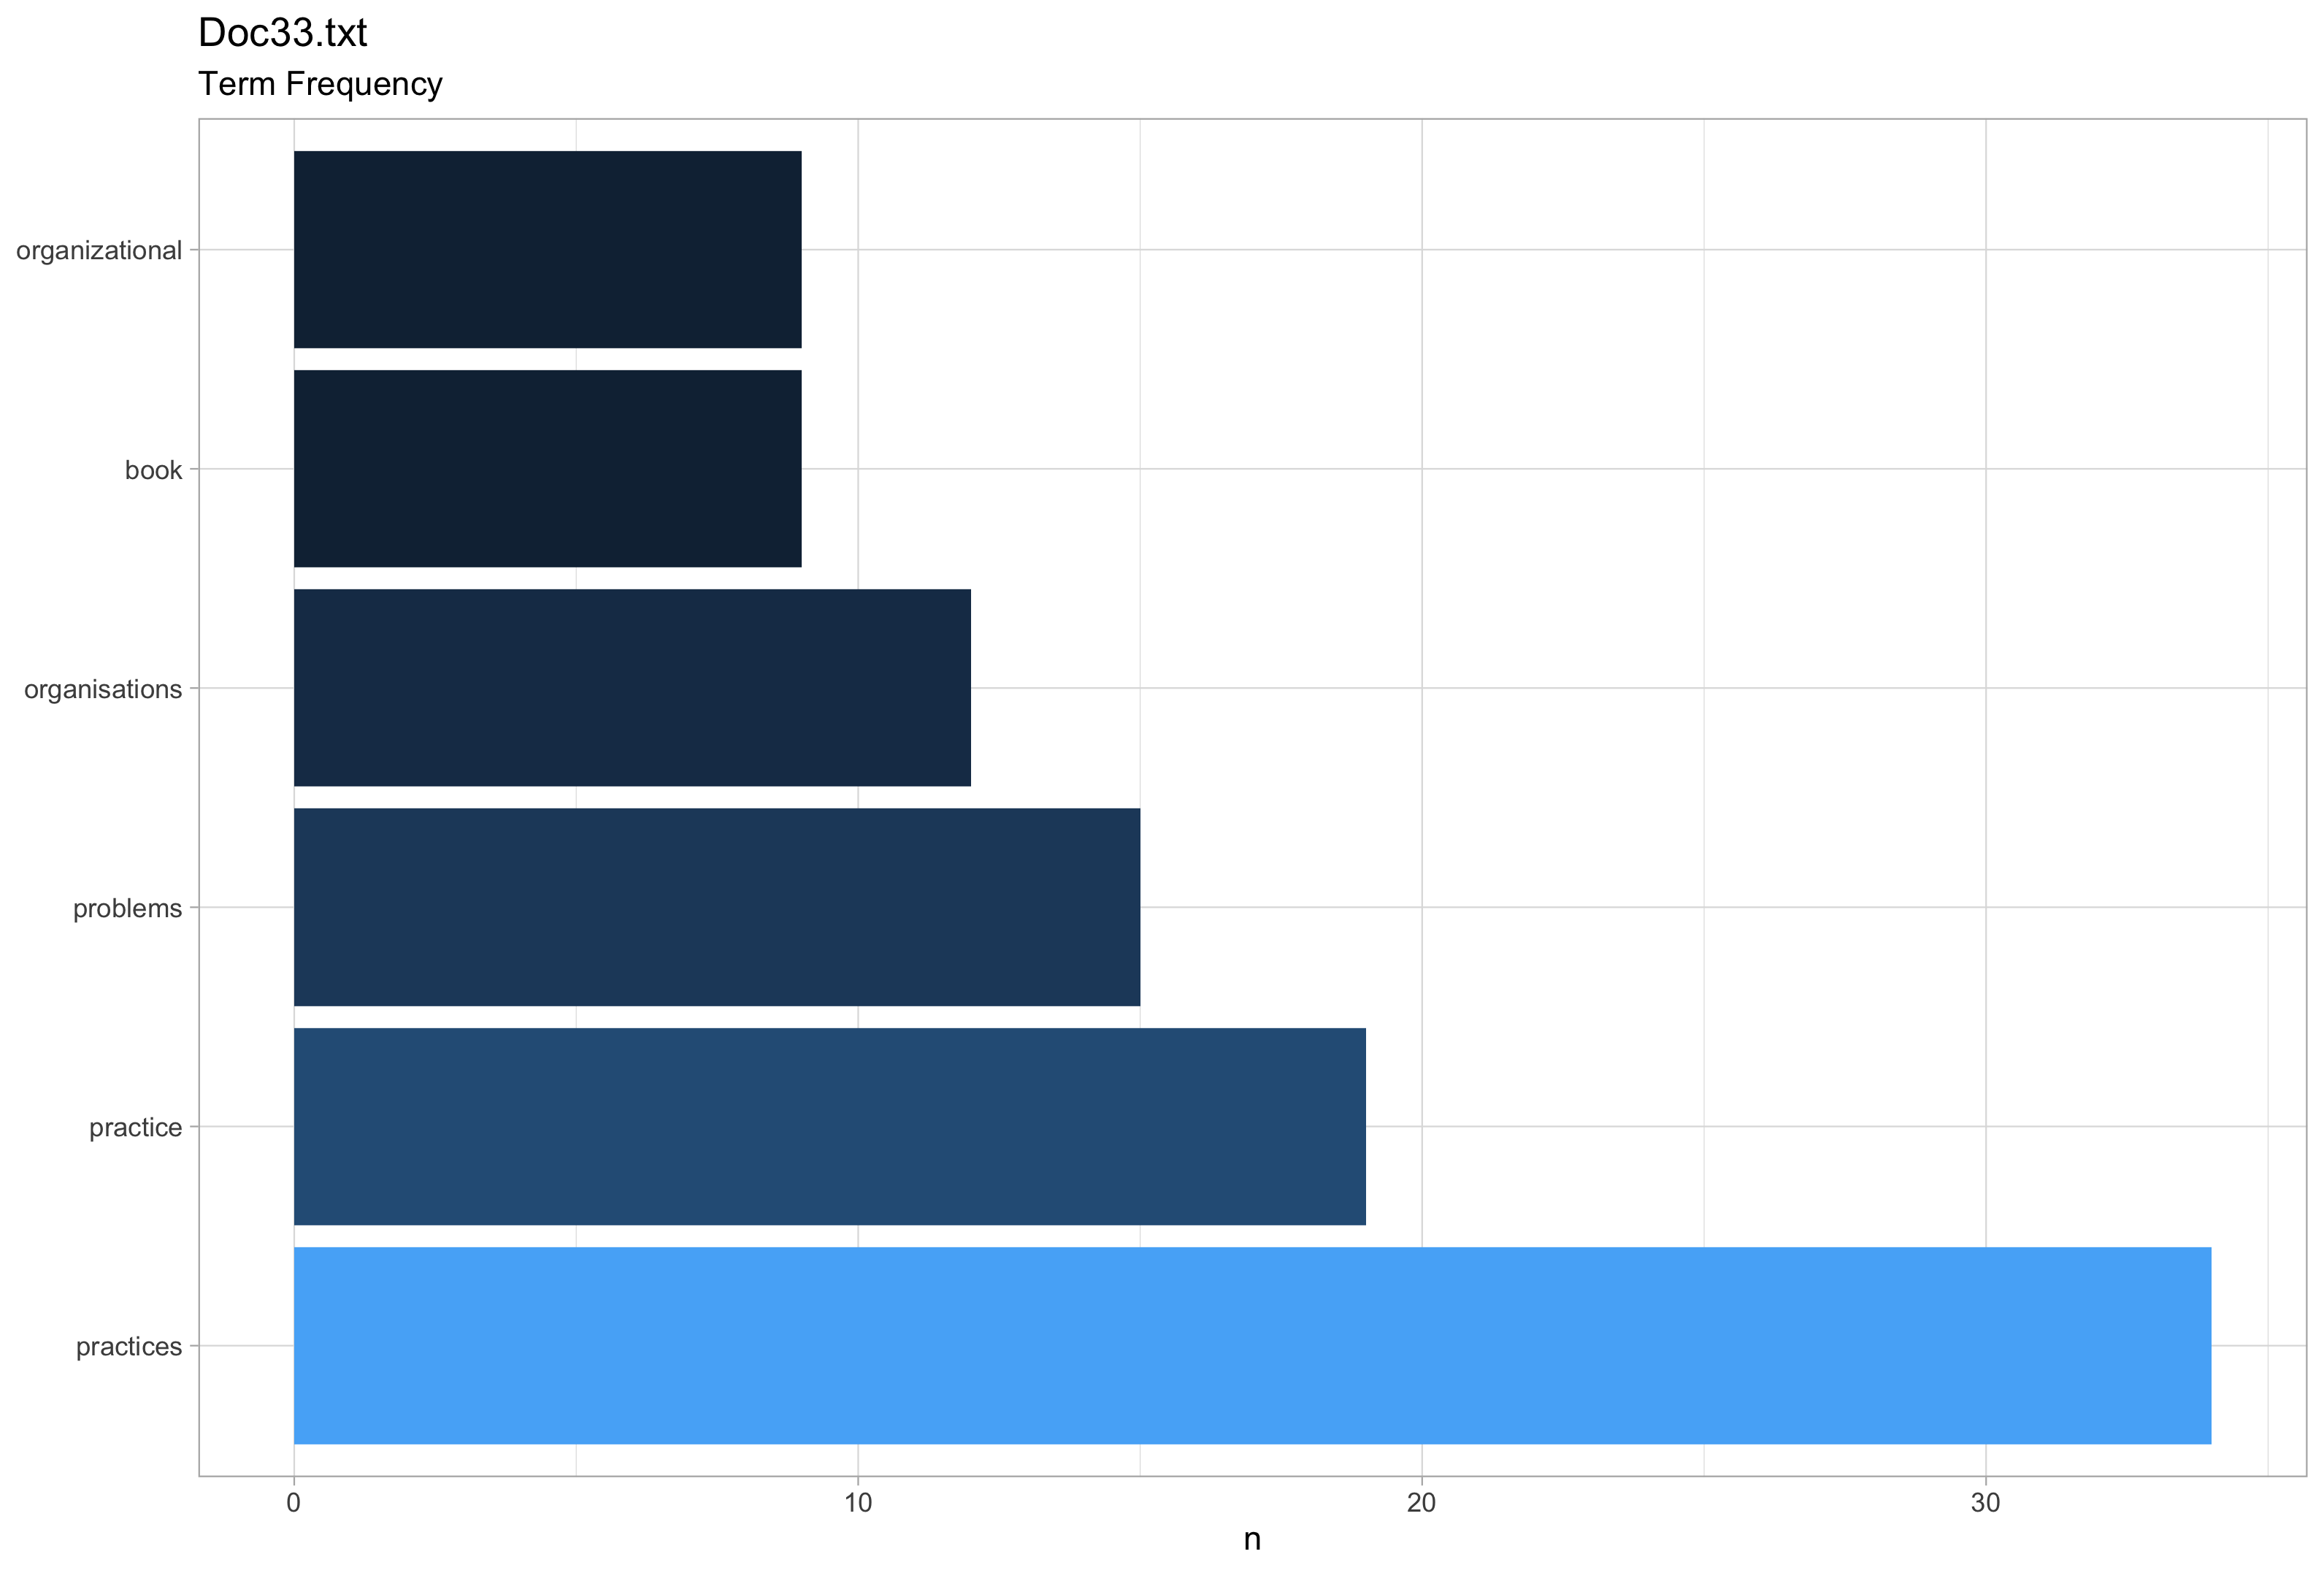 Doc33.txt
Term Frequency
organizational
book
organisations
problems
practice
practices
0 10 20 30
n